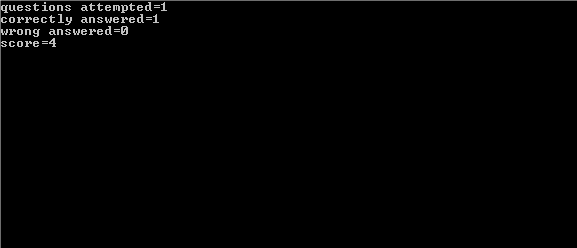 questions attempted=1
correctly answered=1
wrong answered=0
score=4